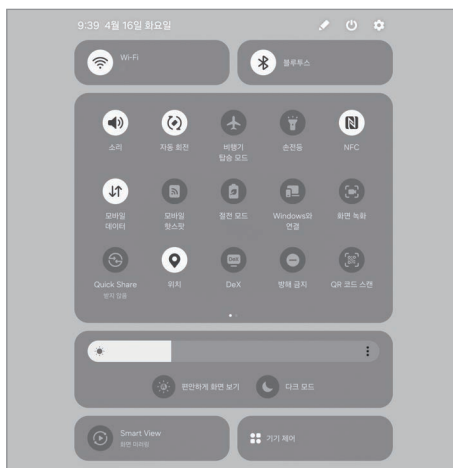 9:39 4월 16일 화요일
Wi-Fi
블루투스
소리
자동 회전
비행기
탑승 모드
손전등
NFC
모바일
데이터
모바일
핫스팟
절전 모드
Windows와
연결
화면 녹화
Quick Share
받지 않음
위치
DeX
방해 금지
QR 코드 스캔
편안하게 화면 보기
다크 모드
Smart View
화면 미러링
기기 제어